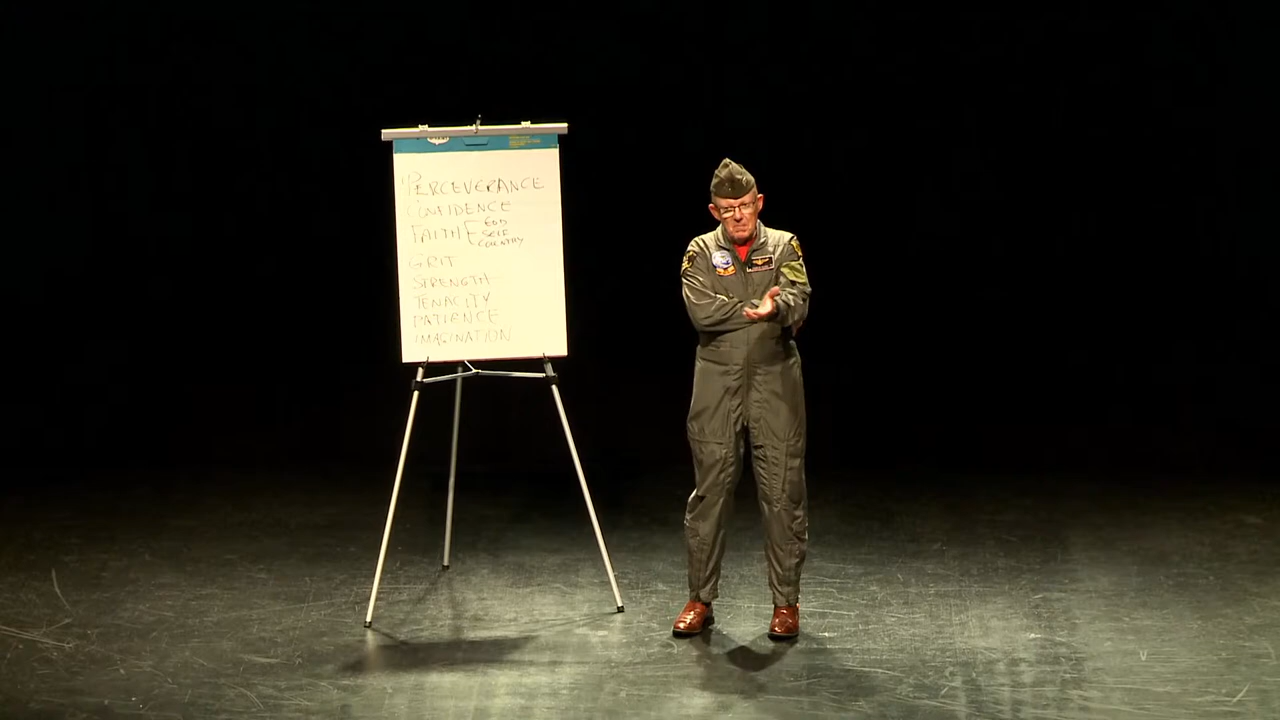 PERCEVERANCE
CONFIDENCE
FAITH GOD
SELF
COUNTRY
GRIT
STRENGTH
TENACITY
PATIENCE
IMAGINATION